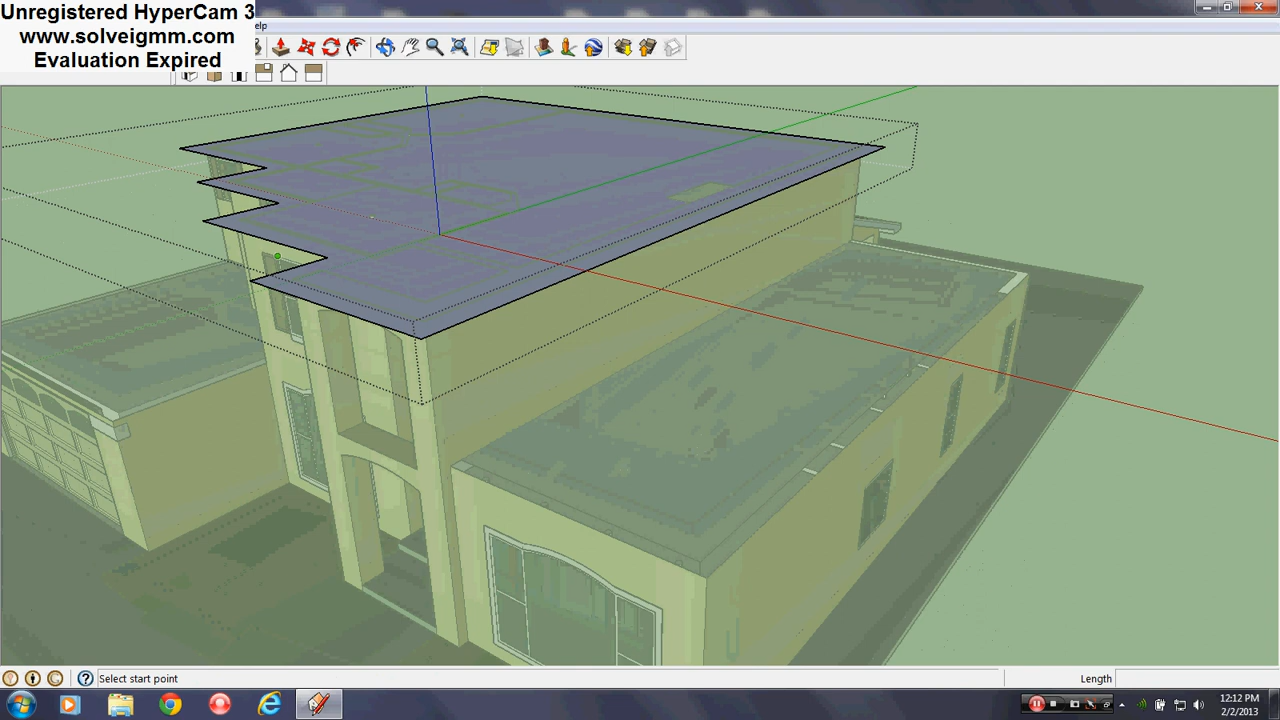 Unregistered HyperCam 3
www.solveigmm.com
Evaluation Expired
elp
Select start point
Length
12:12 PM
2/2/2013